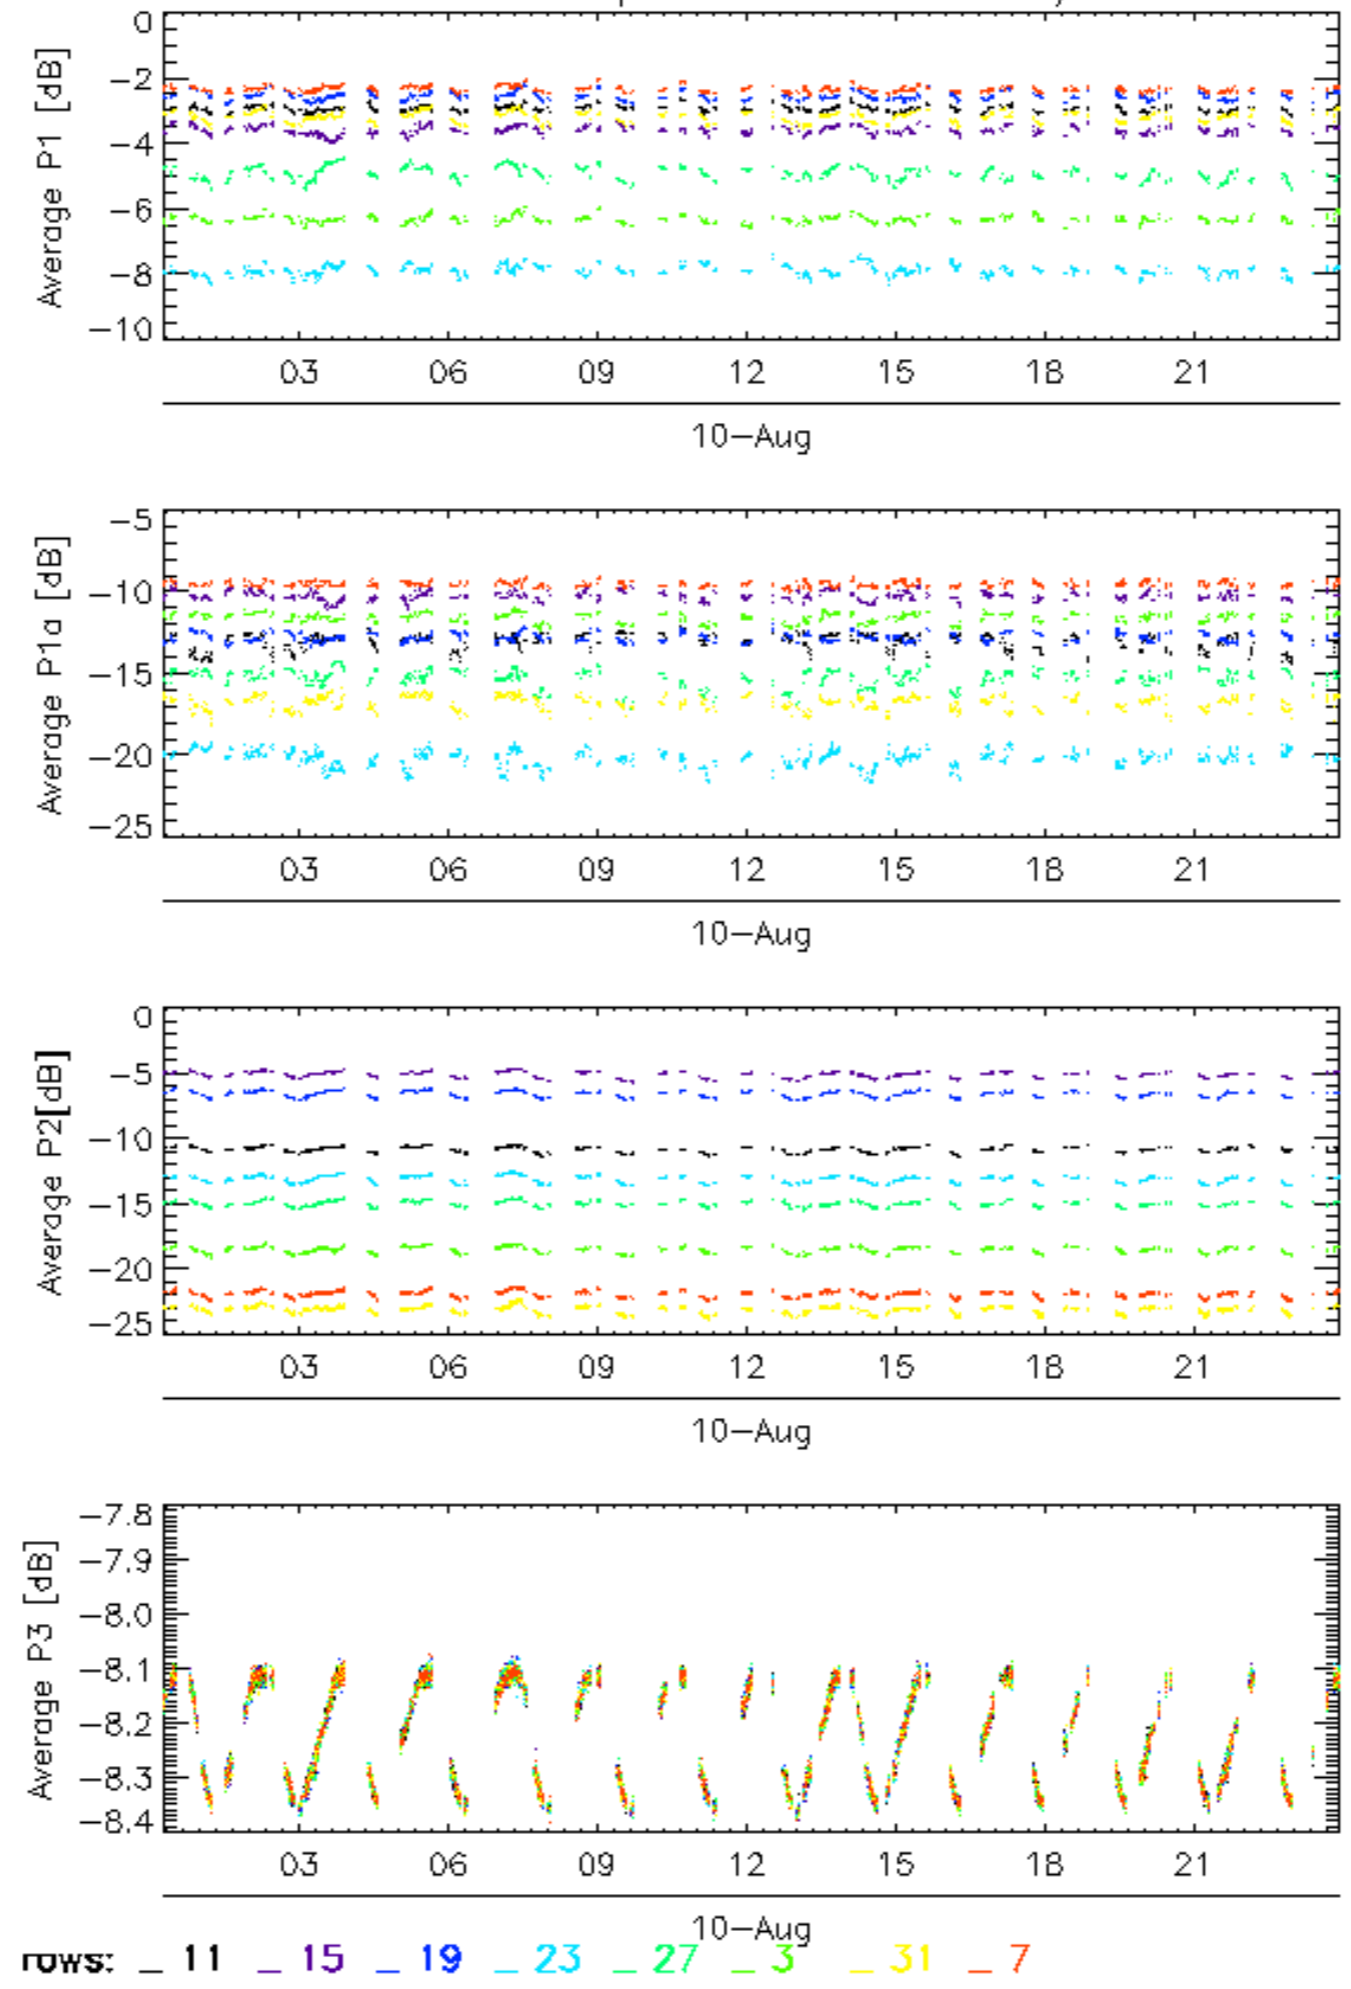 0
−2
−4
−6
−8
−10
Average P1 [dB]
03 06 09 12 15 18 21
10−Aug
−5
−10
−15
−20
−25
Average P1a [dB]
03 06 09 12 15 18 21
10−Aug
0
−5
−10
−15
−20
−25
Average P2[dB]
03 06 09 12 15 18 21
10−Aug
−7.8
−7.9
−8.0
−8.1
−8.2
−8.3
−8.4
Average P3 [dB]
03 06 09 12 15 18 21
10−Aug
rows: _ 11 _ 15 _ 19 _ 23 _ 27 _ 3 _ 31 _ 7